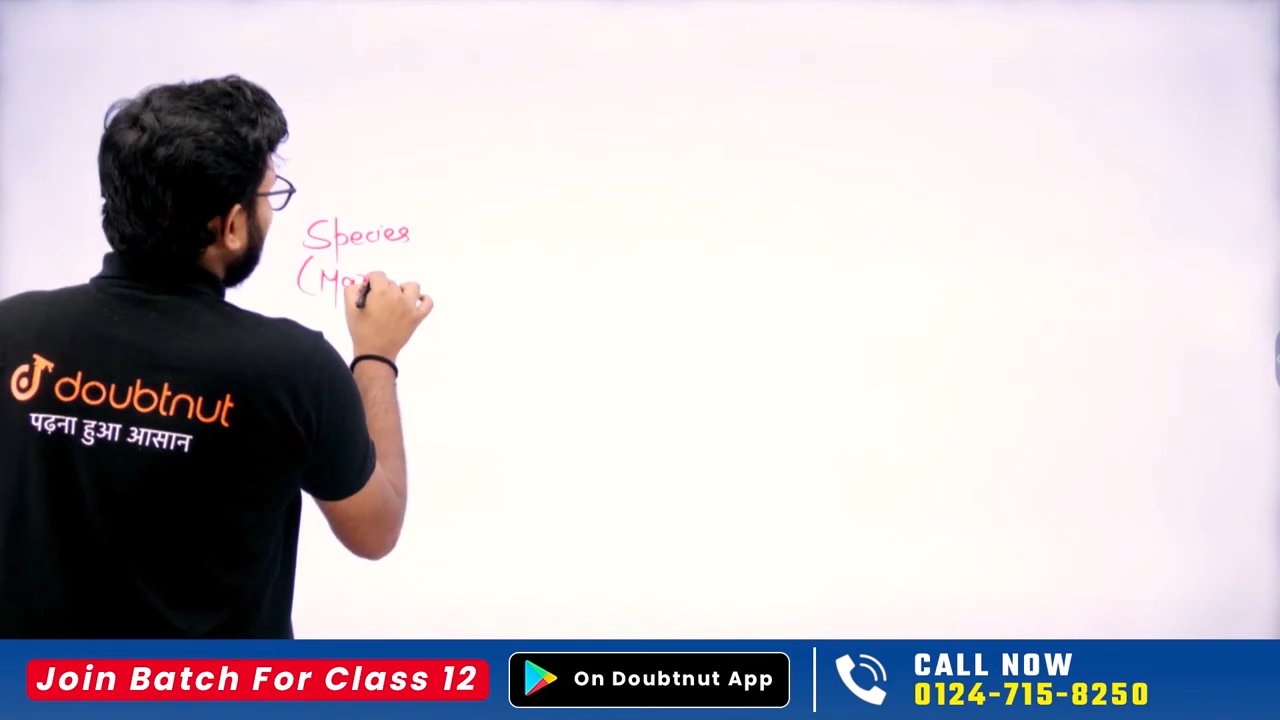 Species
(Ma
doubtnut
पढ़ना हुआ आसान
Join Batch For Class 12
On Doubtnut App
CALL NOW
0124-715-8250